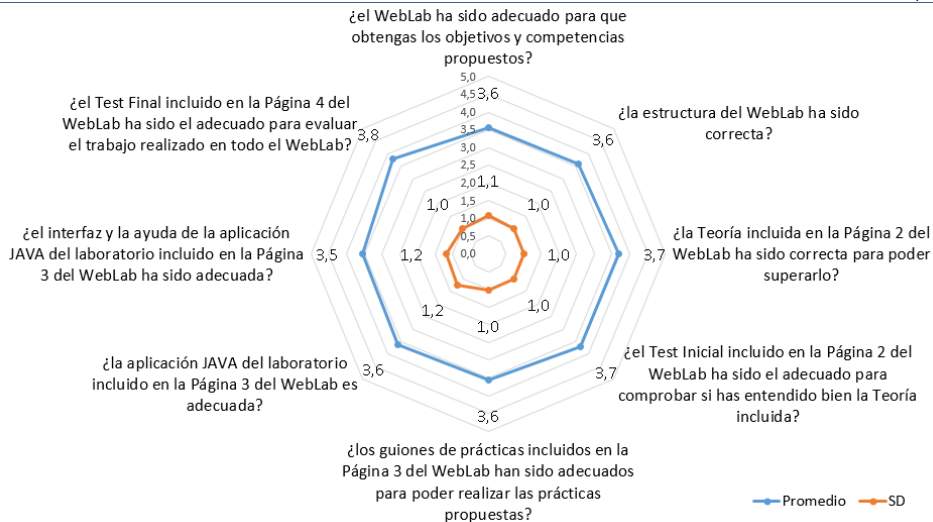 ¿el WebLab ha sido adecuado para que
obtengas los objetivos y competencias
propuestos?
¿la estructura del WebLab ha sido
correcta?
¿la Teoría incluida en la Página 2 del
WebLab ha sido correcta para poder
superarlo?
¿el Test Inicial incluido en la Página 2 del
WebLab ha sido el adecuado para
comprobar si has entendido bien la Teoría
incluida?
¿los guiones de prácticas incluidos en la
Página 3 del WebLab han sido adecuados
para poder realizar las prácticas
propuestas?
¿la aplicación JAVA del laboratorio
incluido en la Página 3 del WebLab es
adecuada?
¿el interfaz y la ayuda de la aplicación
JAVA del laboratorio incluido en la Página
3 del WebLab ha sido adecuada?
¿el Test Final incluido en la Página 4 del
WebLab ha sido el adecuado para evaluar
el trabajo realizado en todo el WebLab?
5,0
4,5
4,0
3,5
3,0
2,5
2,0
1,5
1,0
0,5
0,0
3,6
3,6
3,7
3,7
3,6
3,6
3,5
3,8
1,1
1,0
1,0
1,0
1,0
1,2
1,2
1,0
Promedio
SD